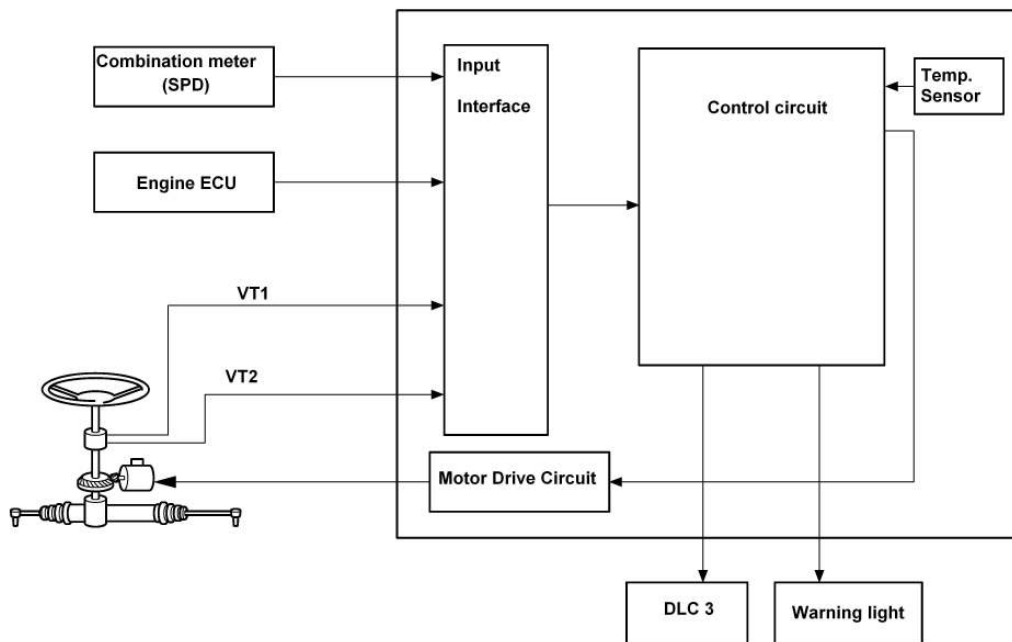 Combination meter
(SPD)
Input
Interface
Control circuit
Temp.
Sensor
Engine ECU
VT1
VT2
Motor Drive Circuit
DLC 3
Warning light